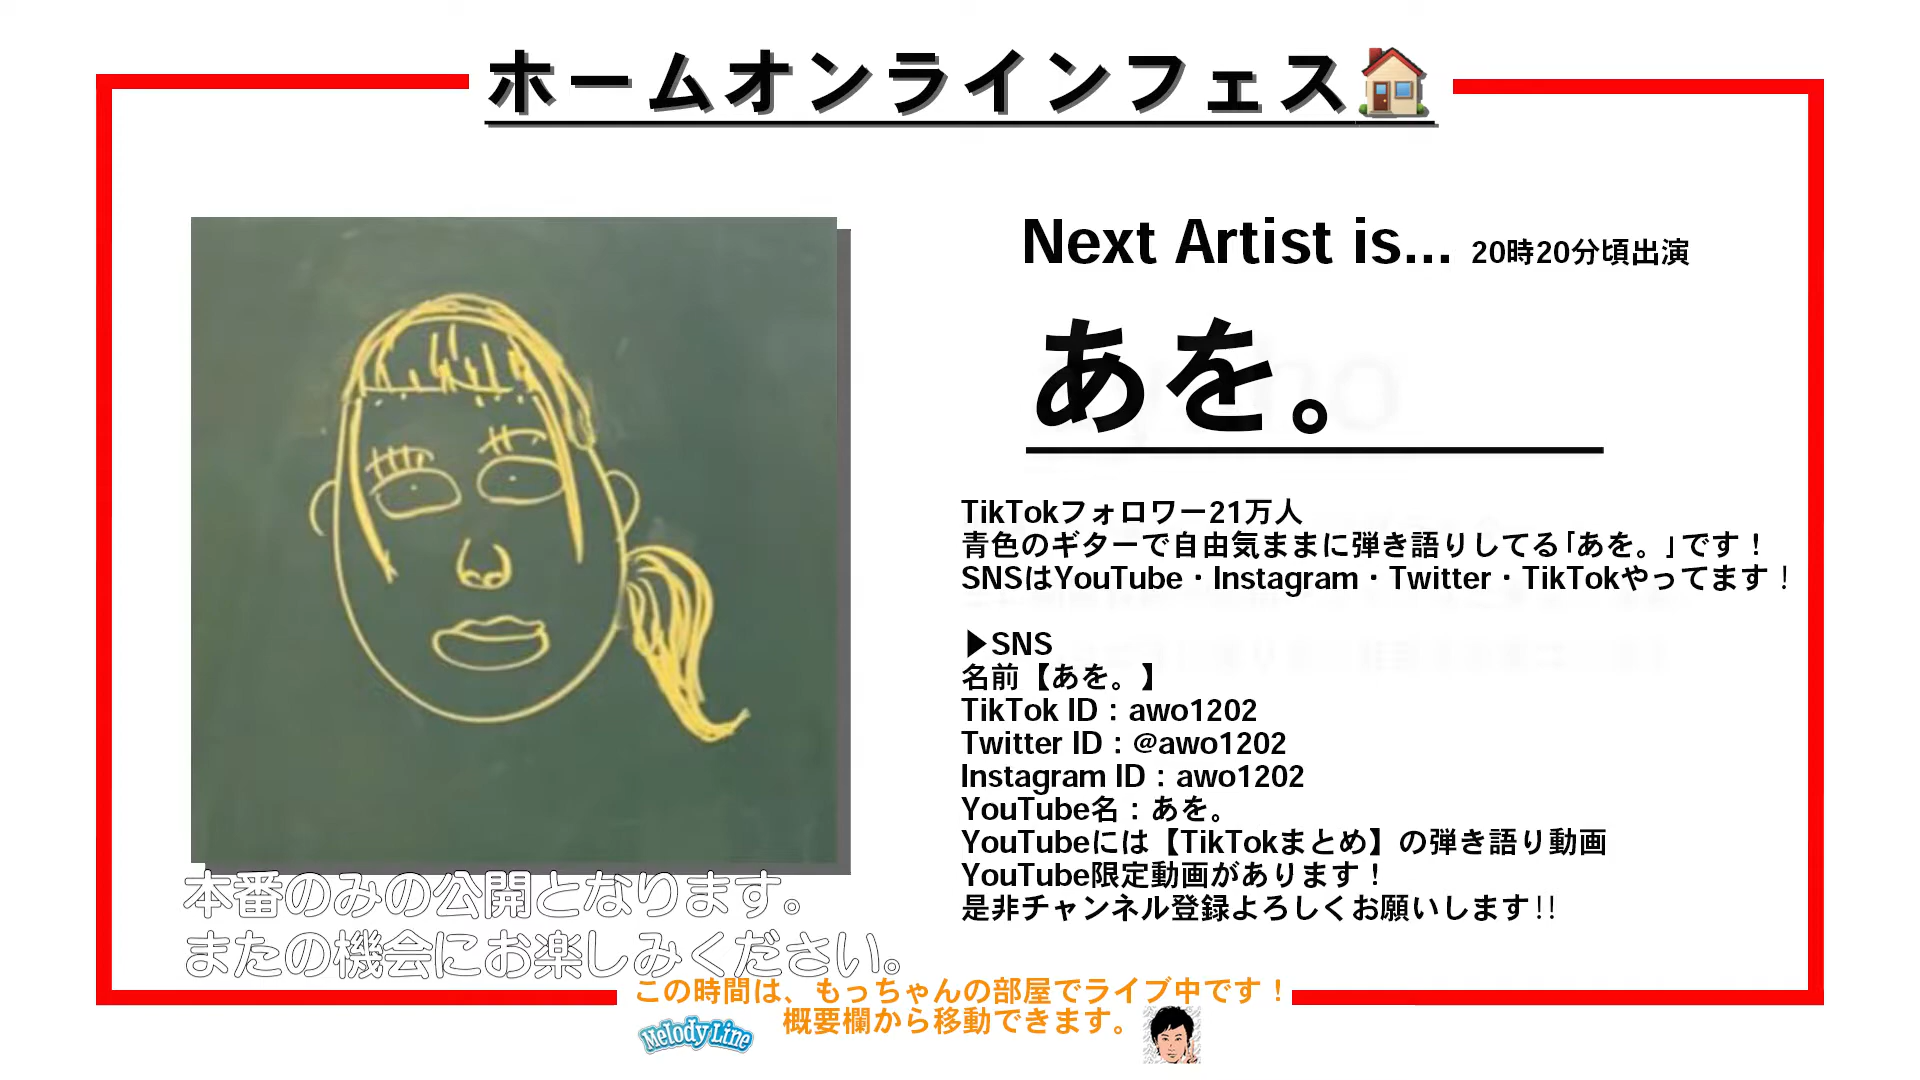 ホームオンラインフェス
Next Artist is... 20時20分頃出演
あを。
TikTokフォロワー21万人
青色のギターで自由気ままに弾き語りしてる「あを。」です！
SNSはYouTube・Instagram・Twitter・TikTokやってます！
▶SNS
名前【あを。】
TikTok ID：awo1202
Twitter ID：@awo1202
Instagram ID：awo1202
YouTube名：あを。
YouTubeには【TikTokまとめ】の弾き語り動画
YouTube限定動画があります！
是非チャンネル登録よろしくお願いします!!
本番のみの公開となります。
またの機会にお楽しみください。
この時間は、もっちゃんの部屋でライブ中です！
概要欄から移動できます。
Melody Line